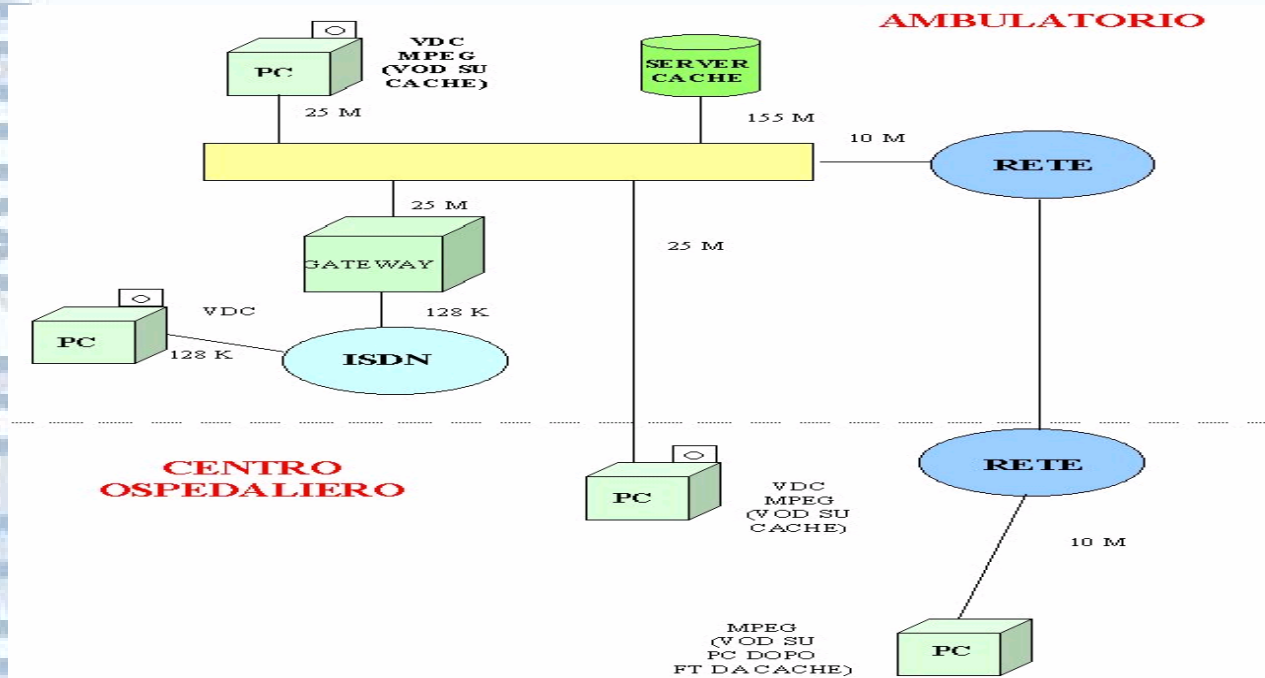 AMBULATORIO
PC
VDC
MPEG
(VOD SU
CACHE)
SERVER
CACHE
25 M
155 M
10 M
RETE
25 M
GATEWAY
25 M
VDC
128 K
PC
128 K
ISDN
CENTRO
OSPEDALIERO
PC
VDC
MPEG
(VOD SU
CACHE)
RETE
10 M
MPEG
(VOD SU
PC DOPO
FT DACACHE)
PC